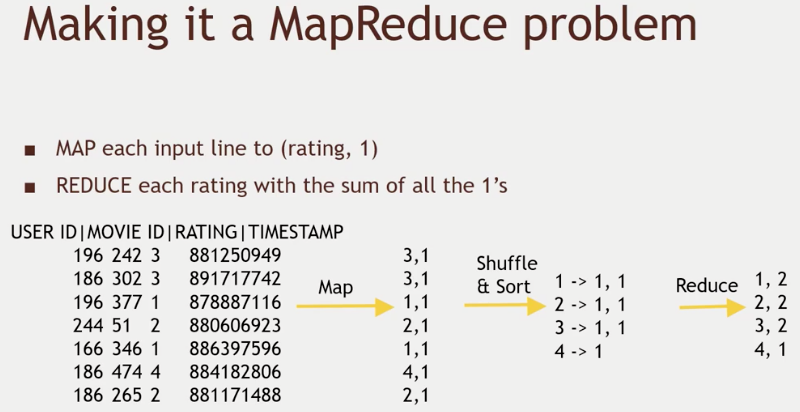 Making it a MapReduce problem
▪ MAP each input line to (rating, 1)
▪ REDUCE each rating with the sum of all the 1’s
USER ID|MOVIE ID|RATING|TIMESTAMP
196 242 3 881250949
186 302 3 891717742
196 377 1 878887116
244 51 2 880606923
166 346 1 886397596
186 474 4 884182806
186 265 2 881171488
Map
3,1
3,1
1,1
2,1
1,1
4,1
2,1
Shuffle
& Sort
1 -> 1, 1
2 -> 1, 1
3 -> 1, 1
4 -> 1
Reduce
1, 2
2, 2
3, 2
4, 1